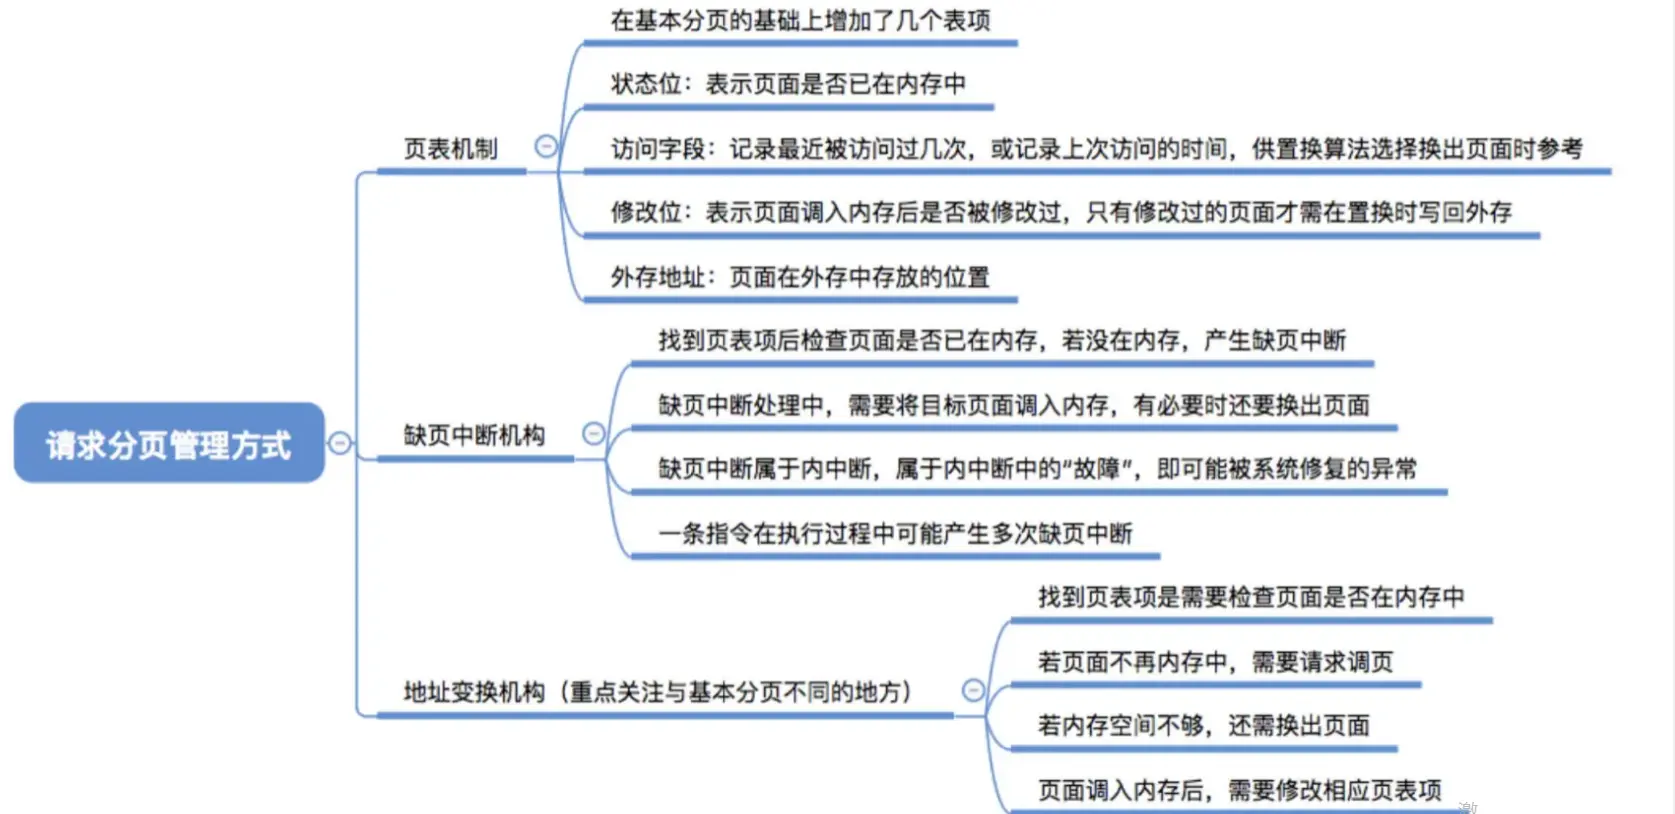 在基本分页的基础上增加了几个表项
状态位：表示页面是否已在内存中
页表机制
访问字段：记录最近被访问过几次，或记录上次访问的时间，供置换算法选择换出页面时参考
修改位：表示页面调入内存后是否被修改过，只有修改过的页面才需在置换时写回外存
外存地址：页面在外存中存放的位置
请求分页管理方式
找到页表项后检查页面是否已在内存，若没在内存，产生缺页中断
缺页中断处理中，需要将目标页面调入内存，有必要时还要换出页面
缺页中断机构
缺页中断属于内中断，属于内中断中的“故障”，即可能被系统修复的异常
一条指令在执行过程中可能产生多次缺页中断
找到页表项是需要检查页面是否在内存中
若页面不再内存中，需要请求调页
地址变换机构（重点关注与基本分页不同的地方）
若内存空间不够，还需换出页面
页面调入内存后，需要修改相应页表项
激